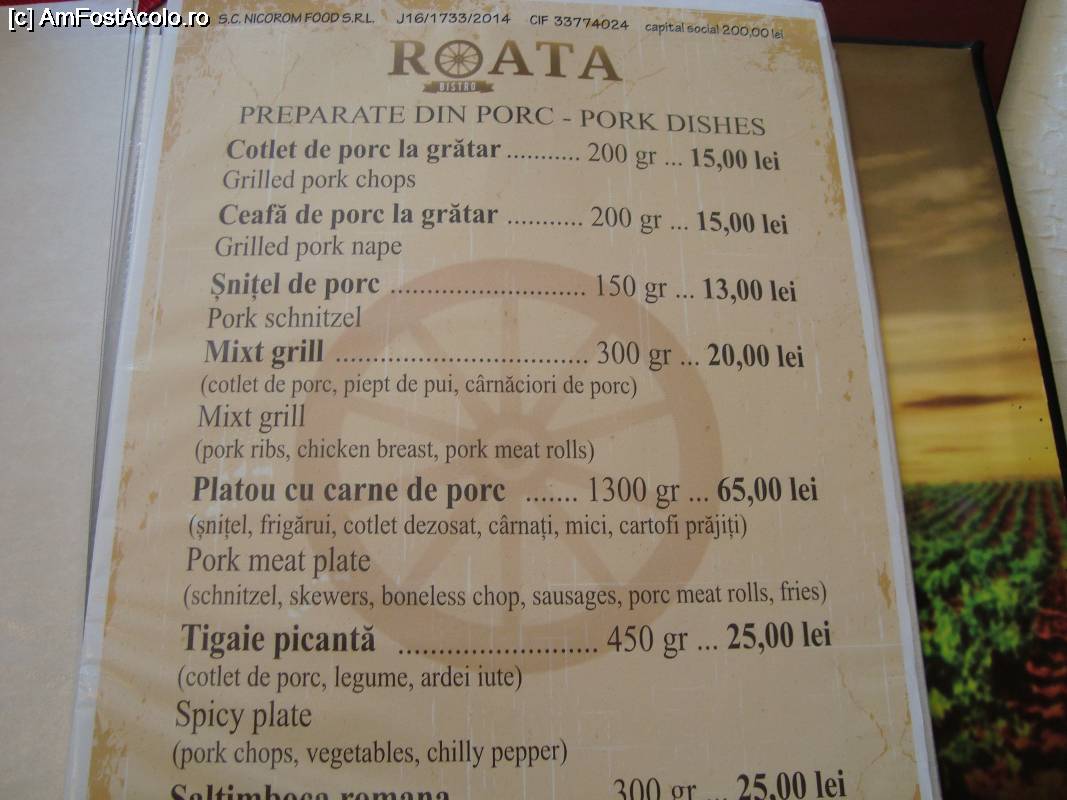 [c] AmFostAcolo.ro
S.C. NICOROM FOOD S.R.L. J16/1733/2014 CIF 33774024 capital social 200,00 lei
ROATA
BISTRO
PREPARATE DIN PORC - PORK DISHES
Cotlet de porc la grătar ........... 200 gr ... 15,00 lei
Grilled pork chops
Ceafă de porc la grătar ........... 200 gr ... 15,00 lei
Grilled pork nape
Șnițel de porc ............................ 150 gr ... 13,00 lei
Pork schnitzel
Mixt grill .................................. 300 gr ... 20,00 lei
(cotlet de porc, piept de pui, cârnăciori de porc)
Mixt grill
(pork ribs, chicken breast, pork meat rolls)
Platou cu carne de porc ....... 1300 gr ... 65,00 lei
(șnițel, frigărui, cotlet dezosat, cârnați, mici, cartofi prăjiți)
Pork meat plate
(schnitzel, skewers, boneless chop, sausages, porc meat rolls, fries)
Tigaie picantă ......................... 450 gr ... 25,00 lei
(cotlet de porc, legume, ardei iute)
Spicy plate
(pork chops, vegetables, chilly pepper)
Saltimboca romana 300 gr ... 25,00 lei